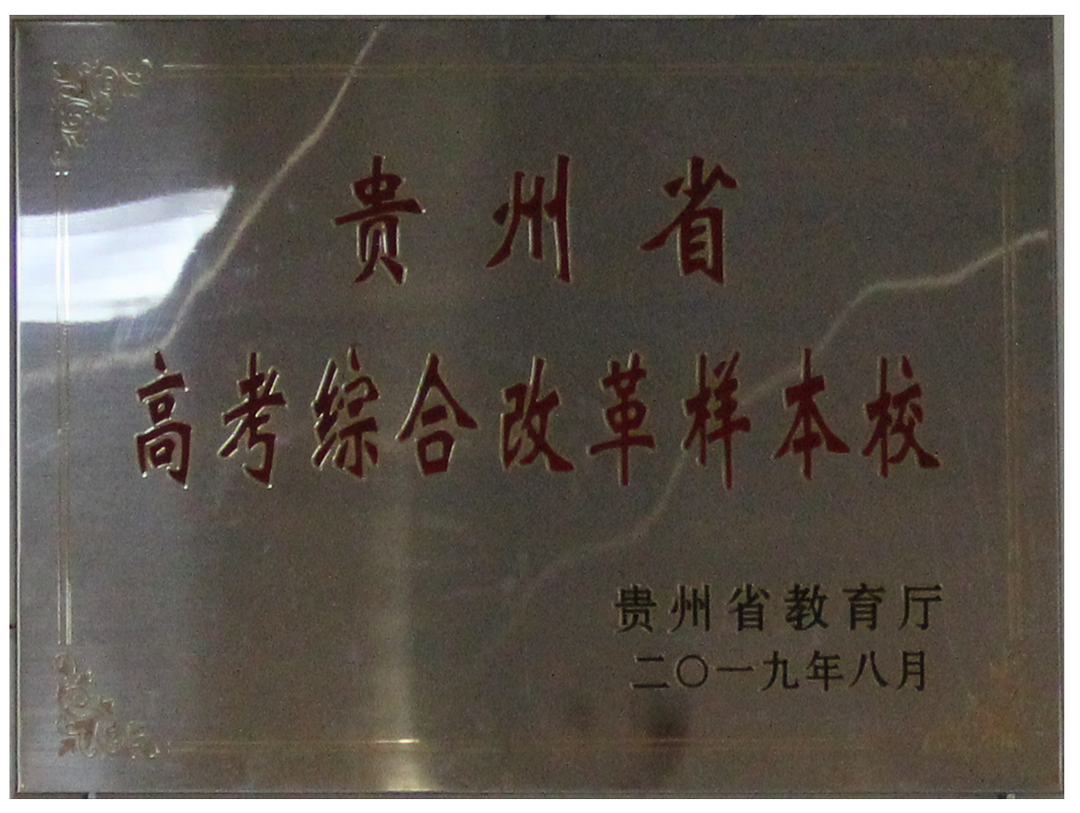 贵州省
高考综合改革样本校
贵州省教育厅
二〇一九年八月